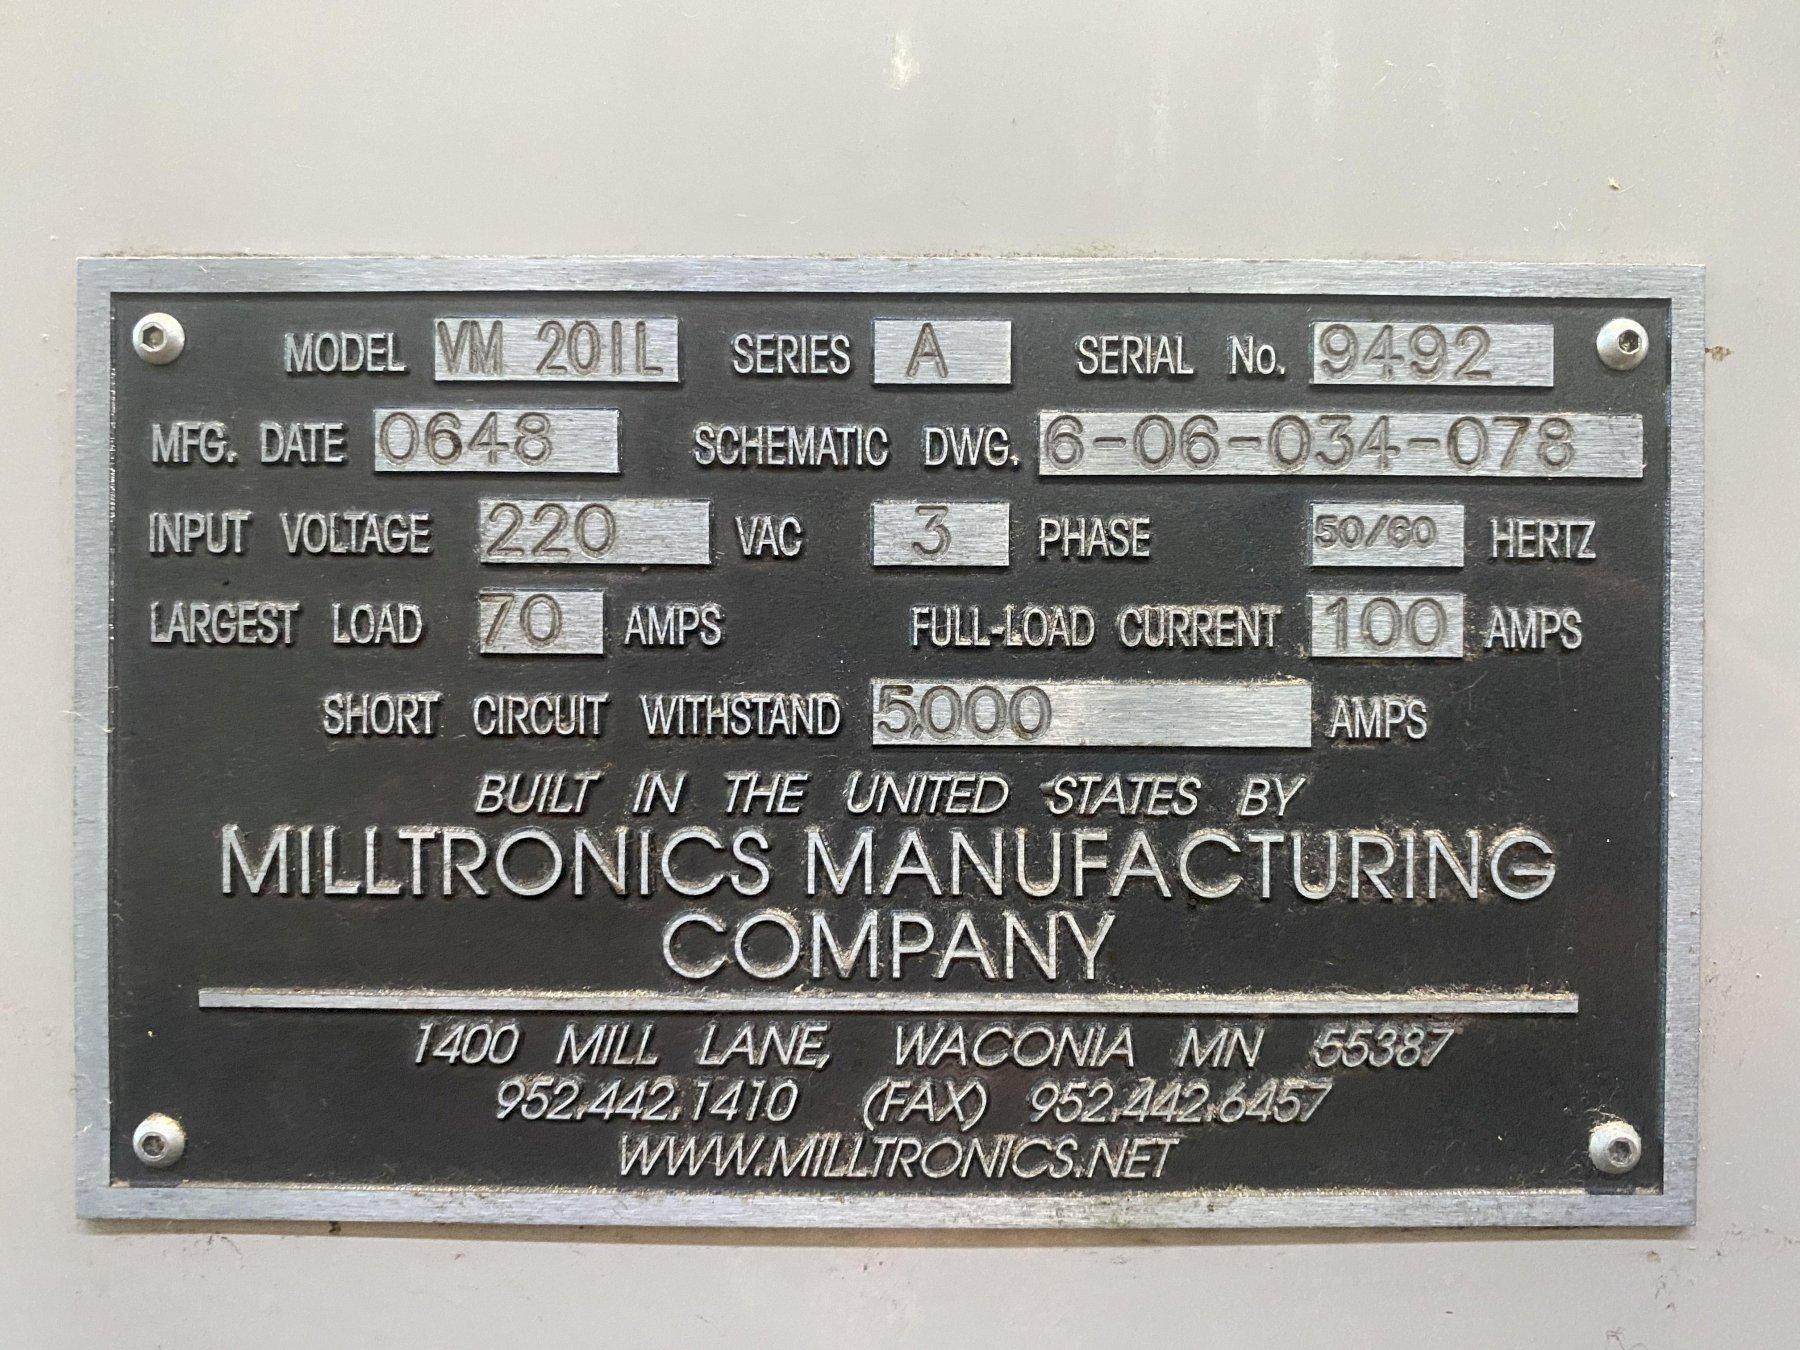 MODEL VM 20IL SERIES A SERIAL No. 9492
MFG. DATE 0648 SCHEMATIC DWG. 6-06-034-078
INPUT VOLTAGE 220 VAC 3 PHASE 50/60 HERTZ
LARGEST LOAD 70 AMPS FULL-LOAD CURRENT 100 AMPS
SHORT CIRCUIT WITHSTAND 5,000 AMPS
BUILT IN THE UNITED STATES BY
MILLTRONICS MANUFACTURING
COMPANY
1400 MILL LANE, WACONIA MN 55387
952.442.1410 (FAX) 952.442.6457
WWW.MILLTRONICS.NET